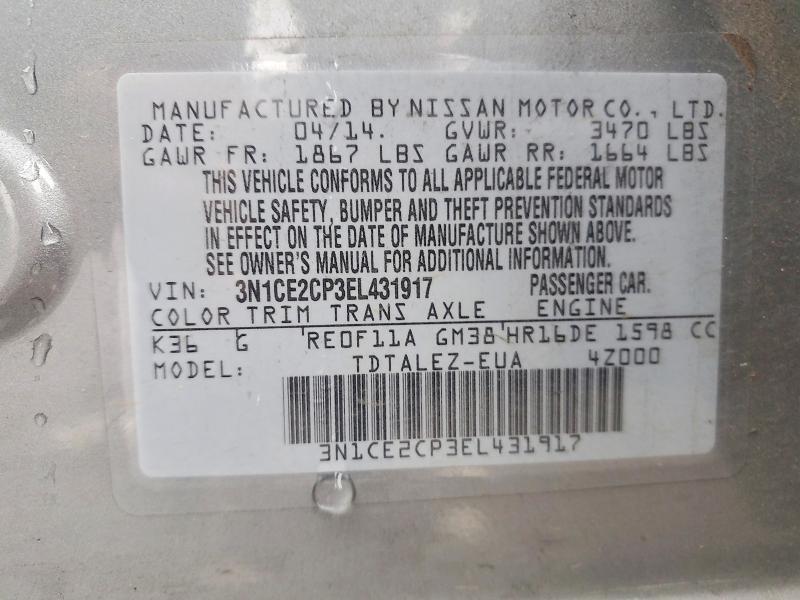 MANUFACTURED BY NISSAN MOTOR CO., LTD.
DATE: 04/14. GVWR: 3470 LBS
GAWR FR: 1867 LBS GAWR RR: 1664 LBS
THIS VEHICLE CONFORMS TO ALL APPLICABLE FEDERAL MOTOR
VEHICLE SAFETY, BUMPER AND THEFT PREVENTION STANDARDS
IN EFFECT ON THE DATE OF MANUFACTURE SHOWN ABOVE.
SEE OWNER'S MANUAL FOR ADDITIONAL INFORMATION.
VIN: 3N1CE2CP3EL431917 PASSENGER CAR.
COLOR TRIM TRANS AXLE ENGINE
K36 G RE0F11A GM38 HR16DE 1598 CC
MODEL: TDTALEZ-EUA 4Z000
3N1CE2CP3EL431917